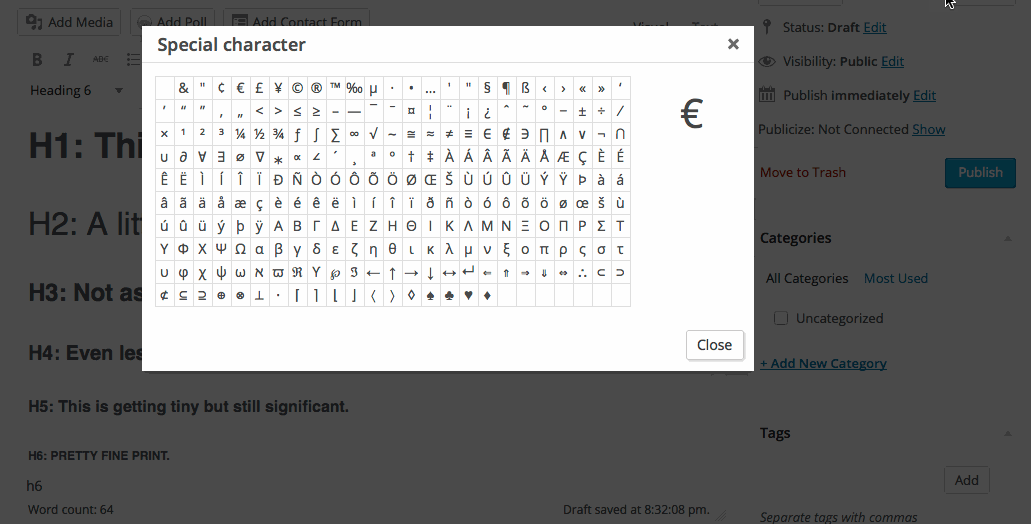 Add Media
Add Poll
Add Contact Form
Visual
Text
B I ABC
Heading 6
H1: Thi
H2: A lit
H3: Not as
H4: Even les
H5: This is getting tiny but still significant.
H6: PRETTY FINE PRINT.
h6
Word count: 64
Draft saved at 8:32:08 pm.
Special character
×
& " ¢ € £ ¥ © ® ™ ‰ µ · • … ′ ″ § ¶ ß ‹ › « » ‘
’ “ ” ‚ „ < > ≤ ≥ – — ¯ ‾ ¤ ¦ ¨ ¡ ¿ ˆ ˜ ° − ± ÷ ⁄
× ¹ ² ³ ¼ ½ ¾ ƒ ∫ ∑ ∞ √ ∼ ≅ ≈ ≠ ≡ ∈ ∉ ∋ ∏ ∧ ∨ ¬ ∩
∪ ∂ ∀ ∃ ∅ ∇ ∗ ∝ ∠ ´ ¸ ª º † ‡ À Á Â Ã Ä Å Æ Ç È É
Ê Ë Ì Í Î Ï Ð Ñ Ò Ó Ô Õ Ö Ø Œ Š Ù Ú Û Ü Ý Ÿ Þ à á
â ã ä å æ ç è é ê ë ì í î ï ð ñ ò ó ô õ ö ø œ š ù
ú û ü ý þ ÿ Α Β Γ Δ Ε Ζ Η Θ Ι Κ Λ Μ Ν Ξ Ο Π Ρ Σ Τ
Υ Φ Χ Ψ Ω α β γ δ ε ζ η θ ι κ λ μ ν ξ ο π ρ ς σ τ
υ φ χ ψ ω ℵ ϖ ℜ ϒ ℘ ℑ ← ↑ → ↓ ↔ ↵ ⇐ ⇑ ⇒ ⇓ ⇔ ∴ ⊂ ⊃
⊄ ⊆ ⊇ ⊕ ⊗ ⊥ ⋅ ⌈ ⌉ ⌊ ⌋ 〈 〉 ◊ ♠ ♣ ♥ ♦
€
Close
Status: Draft Edit
Visibility: Public Edit
Publish immediately Edit
Publicize: Not Connected Show
Move to Trash
Publish
Categories
All Categories
Most Used
Uncategorized
+ Add New Category
Tags
Add
Separate tags with commas